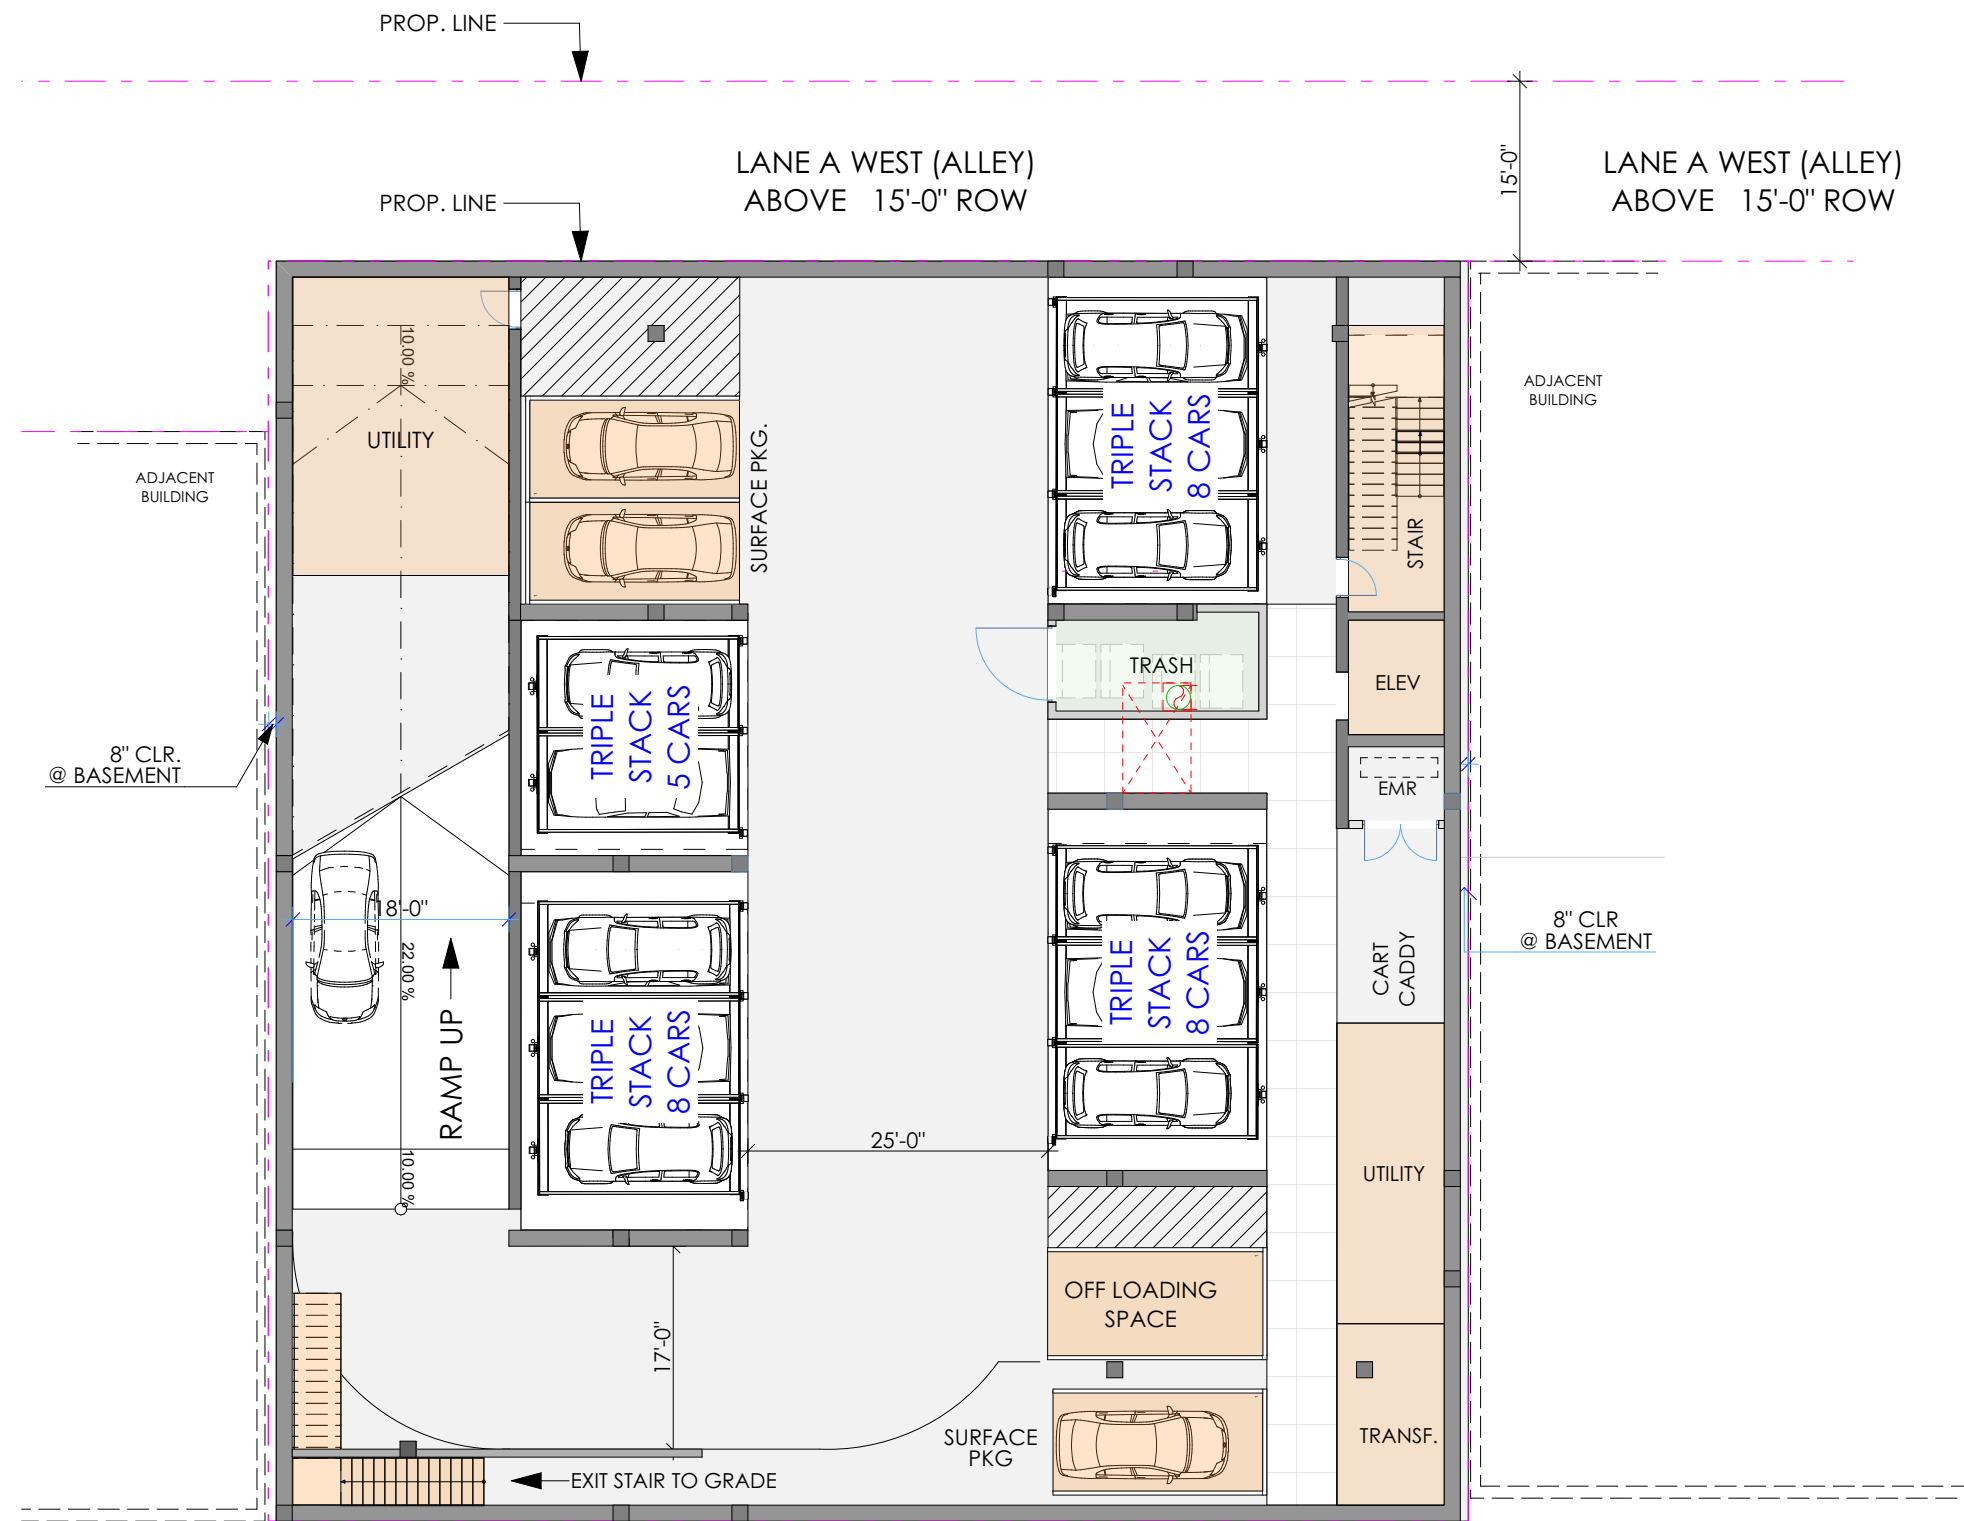 PROP. LINE
LANE A WEST (ALLEY)
ABOVE 15'-0" ROW
15'-0"
LANE A WEST (ALLEY)
ABOVE 15'-0" ROW
PROP. LINE
10.00 %
UTILITY
ADJACENT
BUILDING
SURFACE PKG.
TRIPLE
STACK
8 CARS
STAIR
ADJACENT
BUILDING
TRIPLE
STACK
5 CARS
TRASH
ELEV
EMR
8" CLR.
@ BASEMENT
18'-0"
22.00 %
RAMP UP
10.00 %
TRIPLE
STACK
8 CARS
25'-0"
TRIPLE
STACK
8 CARS
CART
CADDY
8" CLR
@ BASEMENT
UTILITY
OFF LOADING
SPACE
17'-0"
SURFACE
PKG
TRANSF.
EXIT STAIR TO GRADE